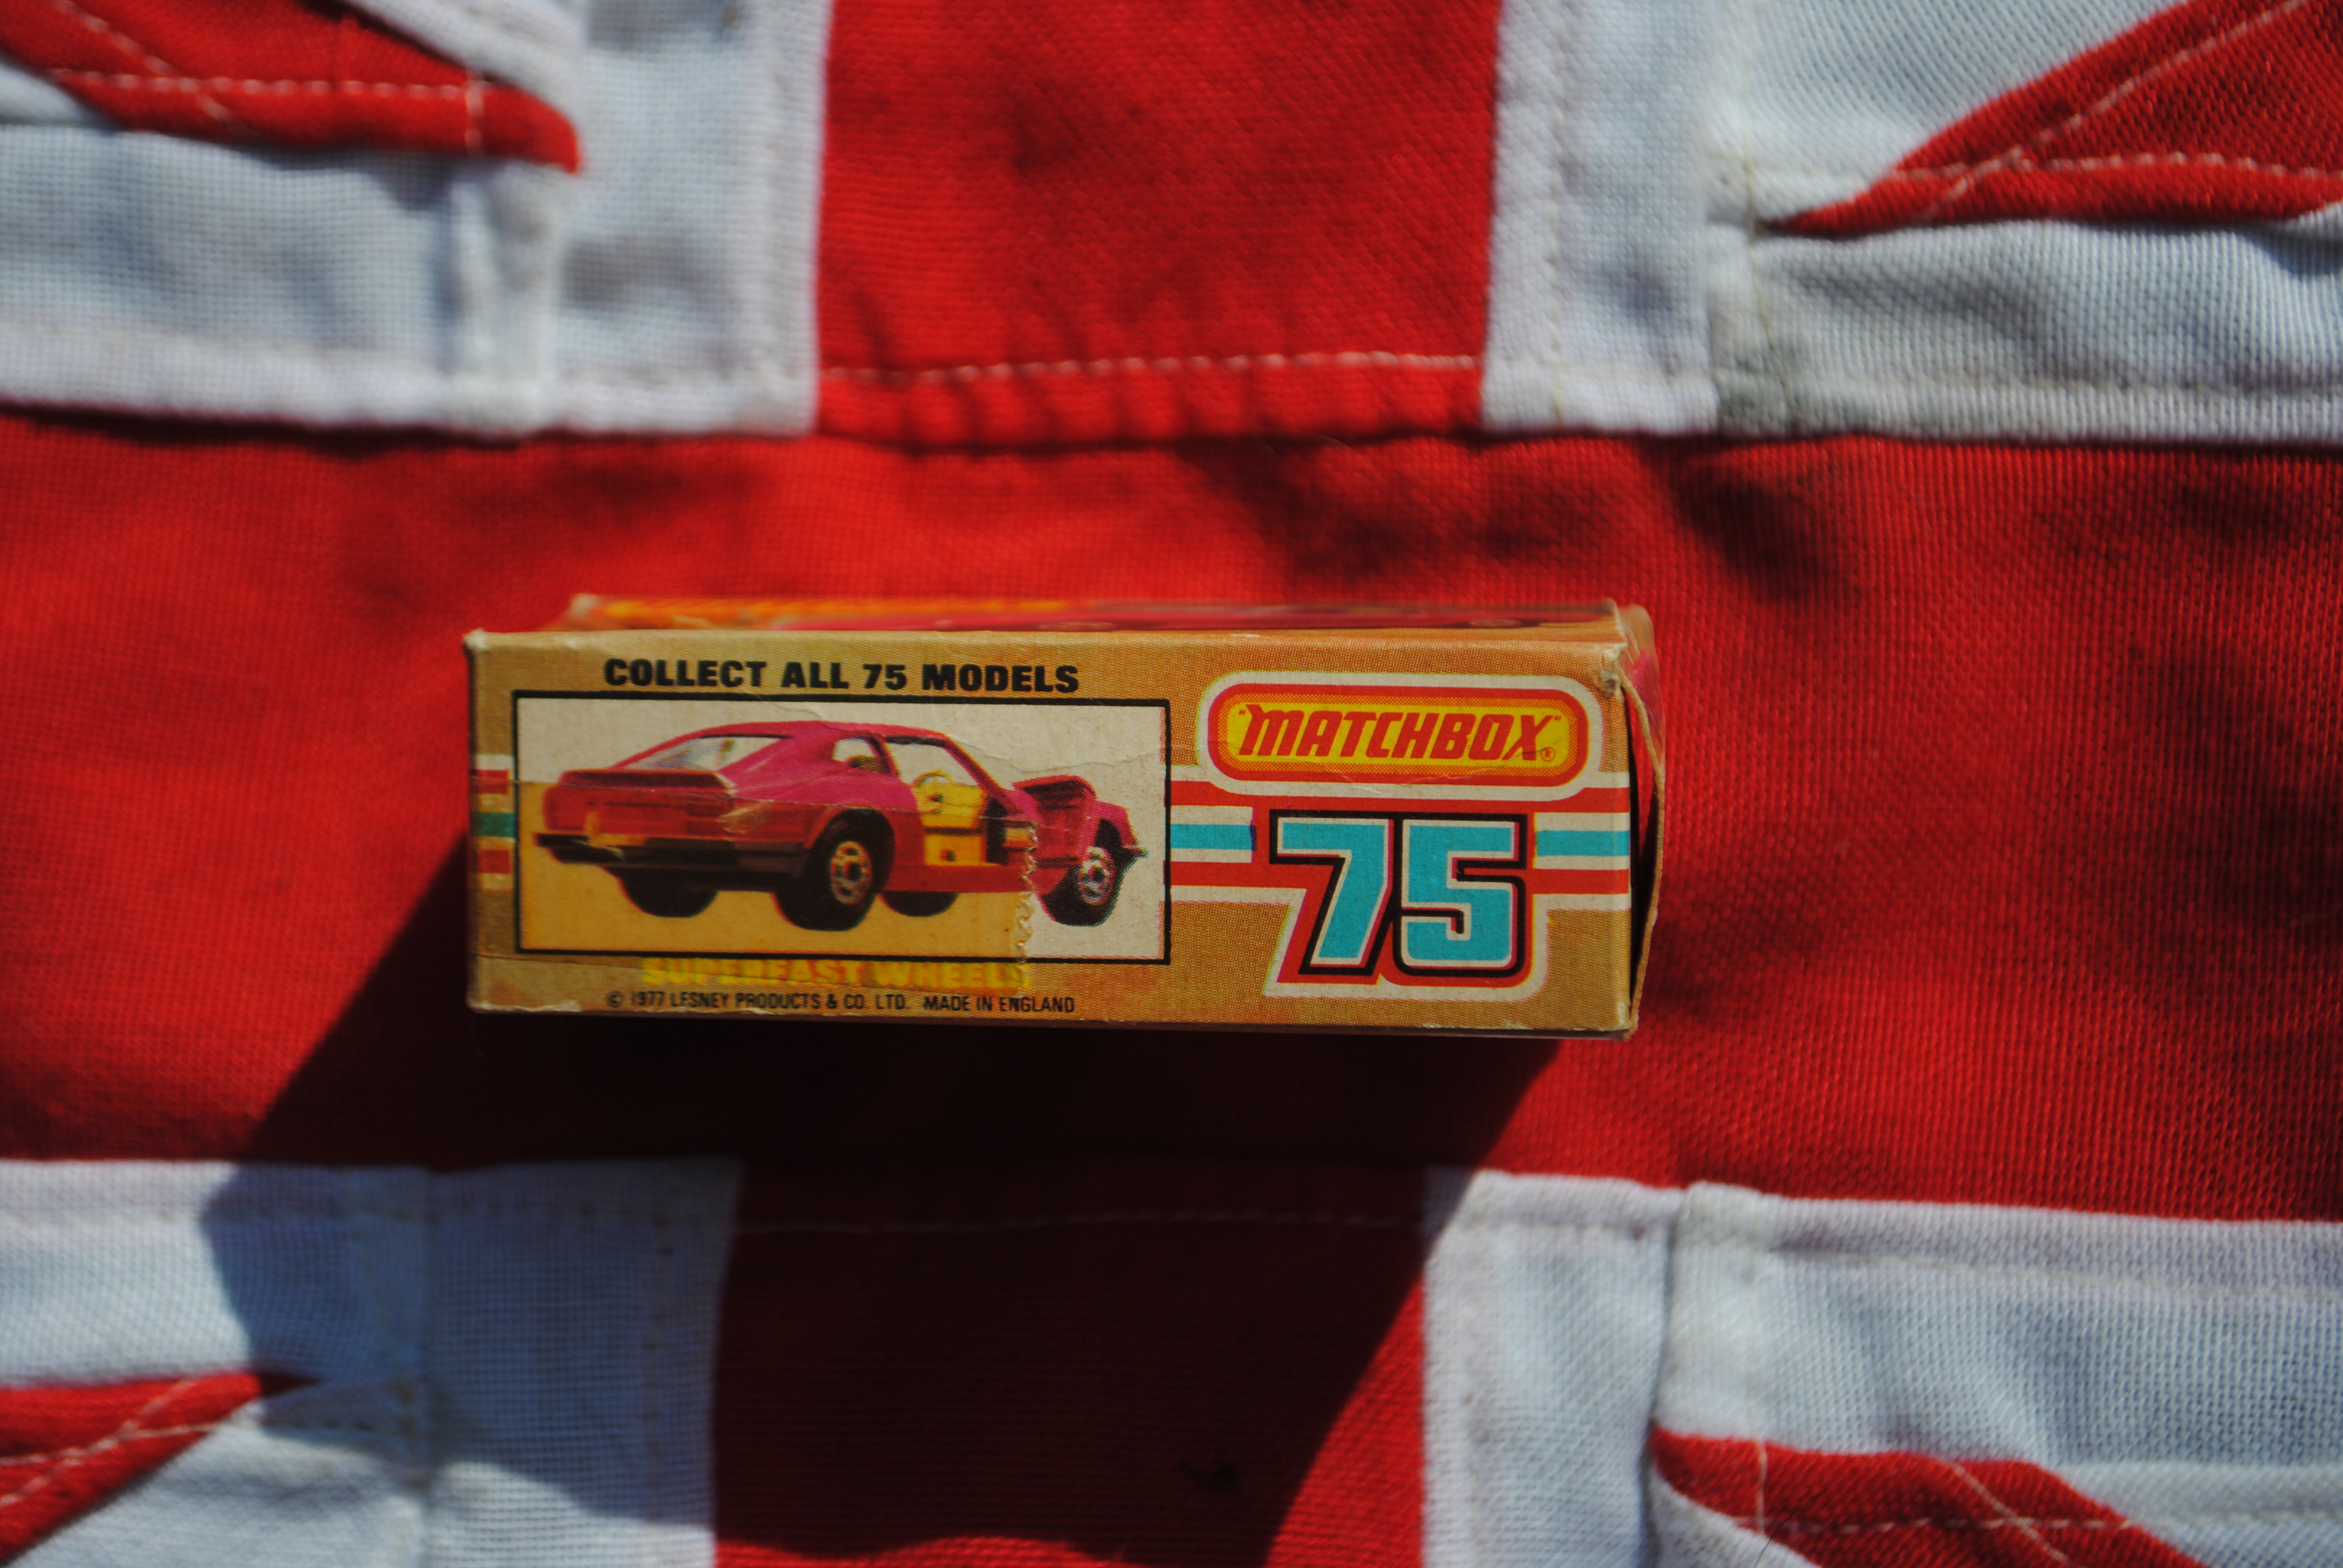 COLLECT ALL 75 MODELS
"MATCHBOX"®
75
SUPERFAST WHEELS
© 1977 LESNEY PRODUCTS & CO. LTD. MADE IN ENGLAND